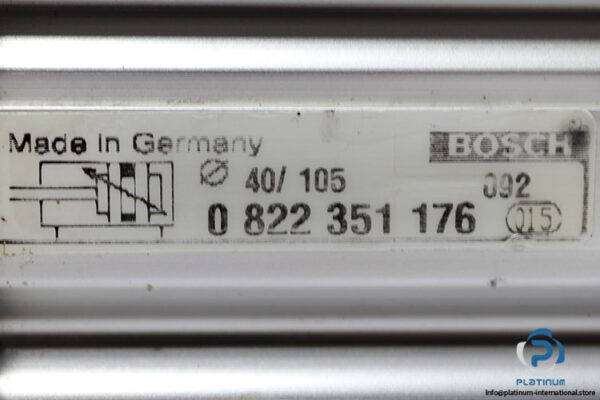 Made in Germany
BOSCH
Ø 40/ 105
092
0 822 351 176
015
PLATINUM
Info@platinum-international.store